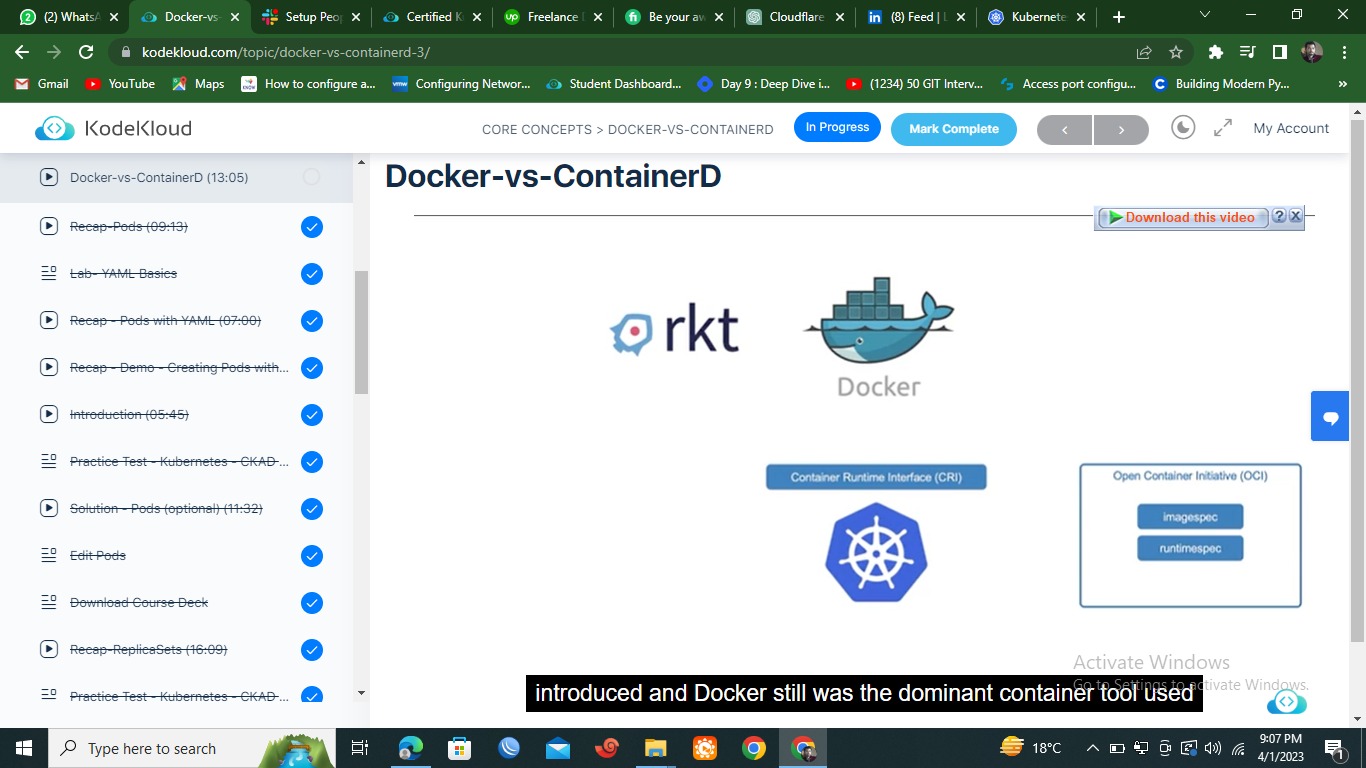 (2) WhatsA
Docker-vs-
Setup Peop
Certified K
Freelance
Be your aw
Cloudflare
(8) Feed | L
Kubernete
kodekloud.com/topic/docker-vs-containerd-3/
Gmail
YouTube
Maps
How to configure a...
Configuring Networ...
Student Dashboard...
Day 9 : Deep Dive i...
(1234) 50 GIT Interv...
Access port configu...
Building Modern Py...
»
KodeKloud
CORE CONCEPTS > DOCKER-VS-CONTAINERD
In Progress
Mark Complete
<
>
My Account
Docker-vs-ContainerD (13:05)
Recap-Pods (09:13)
Lab- YAML Basics
Recap - Pods with YAML (07:00)
Recap - Demo - Creating Pods with...
Introduction (05:45)
Practice Test - Kubernetes - CKAD ...
Solution - Pods (optional) (11:32)
Edit Pods
Download Course Deck
Recap-ReplicaSets (16:09)
Practice Test - Kubernetes - CKAD ...
Docker-vs-ContainerD
Download this video
? X
rkt
Docker
Container Runtime Interface (CRI)
Open Container Initiative (OCI)
imagespec
runtimespec
Activate Windows
Go to Settings to activate Windows.
introduced and Docker still was the dominant container tool used
Type here to search
18°C
9:07 PM
4/1/2023
1